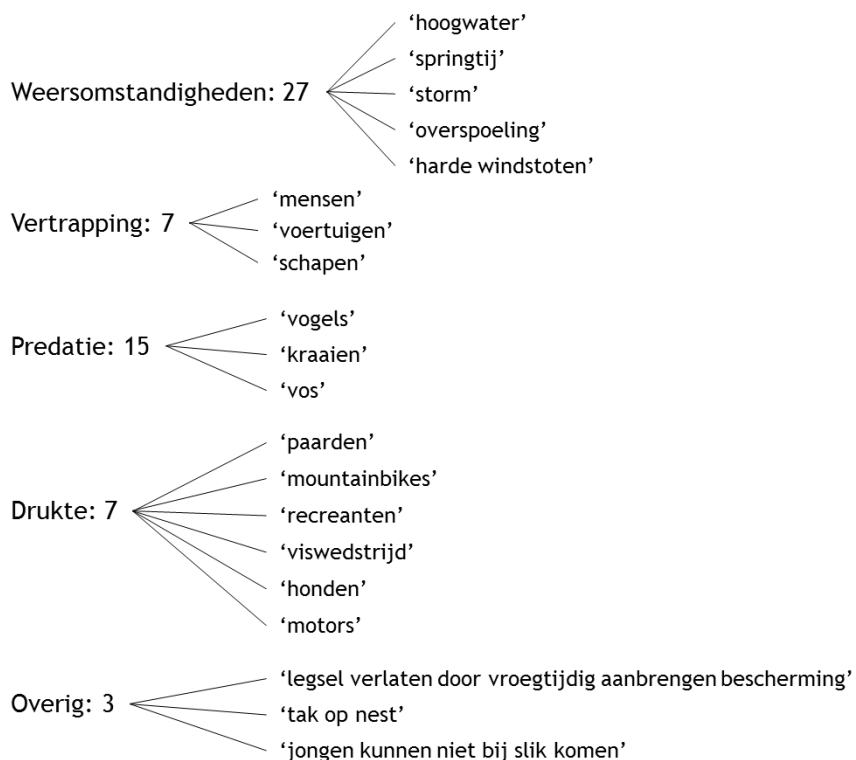 Weersomstandigheden: 27
‘hoogwater’
‘springtij’
‘storm’
‘overspoeling’
‘harde windstoten’
Vertrapping: 7
‘mensen’
‘voertuigen’
‘schapen’
Predatie: 15
‘vogels’
‘kraaien’
‘vos’
Drukte: 7
‘paarden’
‘mountainbikes’
‘recreanten’
‘viswedstrijd’
‘honden’
‘motors’
Overig: 3
‘legsel verlaten door vroegtijdig aanbrengen bescherming’
‘tak op nest’
‘jongen kunnen niet bij slik komen’